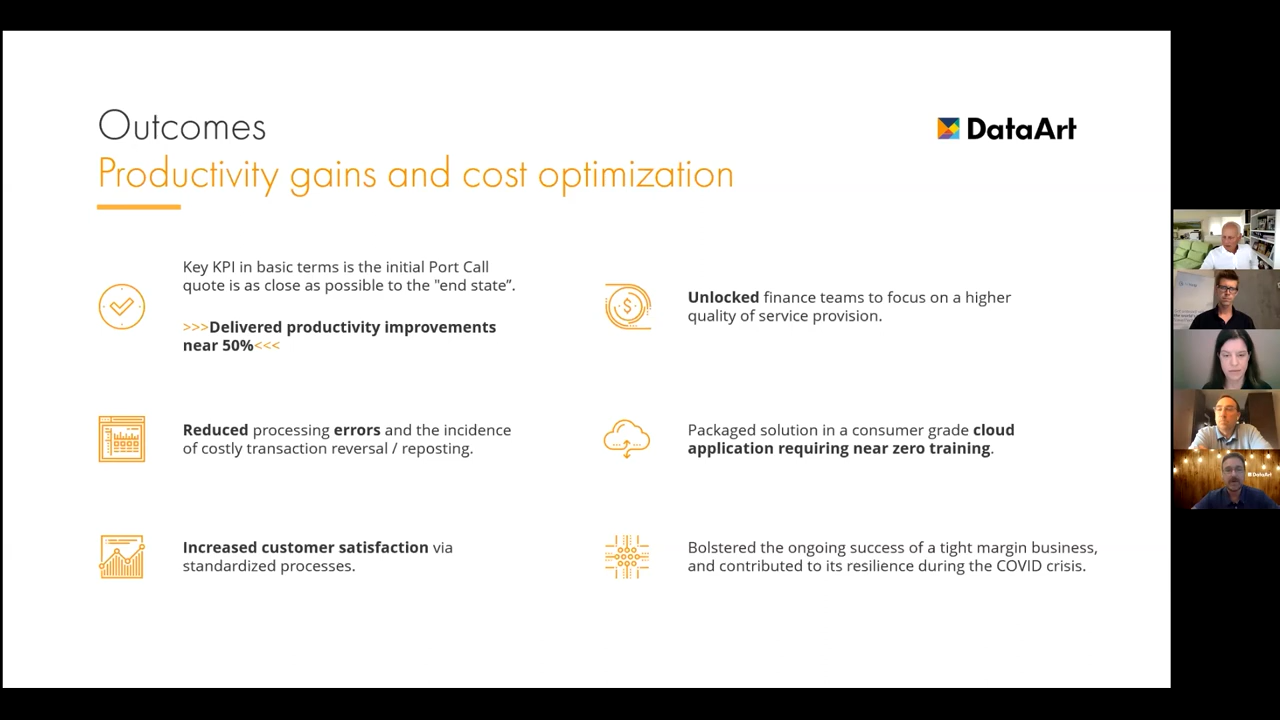 Outcomes
Productivity gains and cost optimization
DataArt
Key KPI in basic terms is the initial Port Call
quote is as close as possible to the "end state”.
>>>Delivered productivity improvements
near 50%<<<
Reduced processing errors and the incidence
of costly transaction reversal / reposting.
Increased customer satisfaction via
standardized processes.
$
Unlocked finance teams to focus on a higher
quality of service provision.
Packaged solution in a consumer grade cloud
application requiring near zero training.
Bolstered the ongoing success of a tight margin business,
and contributed to its resilience during the COVID crisis.
DataArt